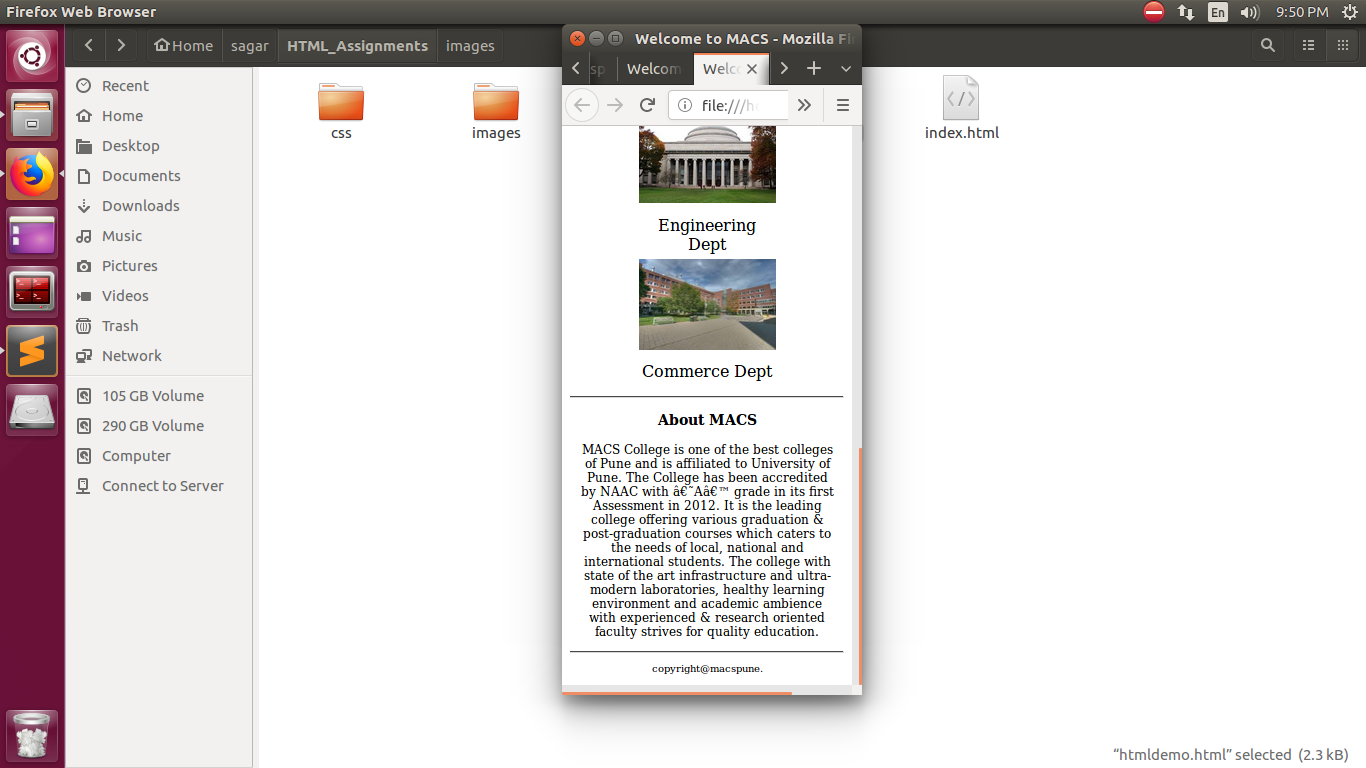 Firefox Web Browser
En
9:50 PM
Home
sagar
HTML_Assignments
images
Recent
Home
Desktop
Documents
Downloads
Music
Pictures
Videos
Trash
Network
105 GB Volume
290 GB Volume
Computer
Connect to Server
css
images
index.html
Welcome to MACS - Mozilla Fi
sp
Welcom
Welc
file:///h
Engineering
Dept
Commerce Dept
About MACS
MACS College is one of the best colleges
of Pune and is affiliated to University of
Pune. The College has been accredited
by NAAC with â€˜Aâ€™ grade in its first
Assessment in 2012. It is the leading
college offering various graduation &
post-graduation courses which caters to
the needs of local, national and
international students. The college with
state of the art infrastructure and ultra-
modern laboratories, healthy learning
environment and academic ambience
with experienced & research oriented
faculty strives for quality education.
copyright@macspune.
“htmldemo.html” selected (2.3 kB)